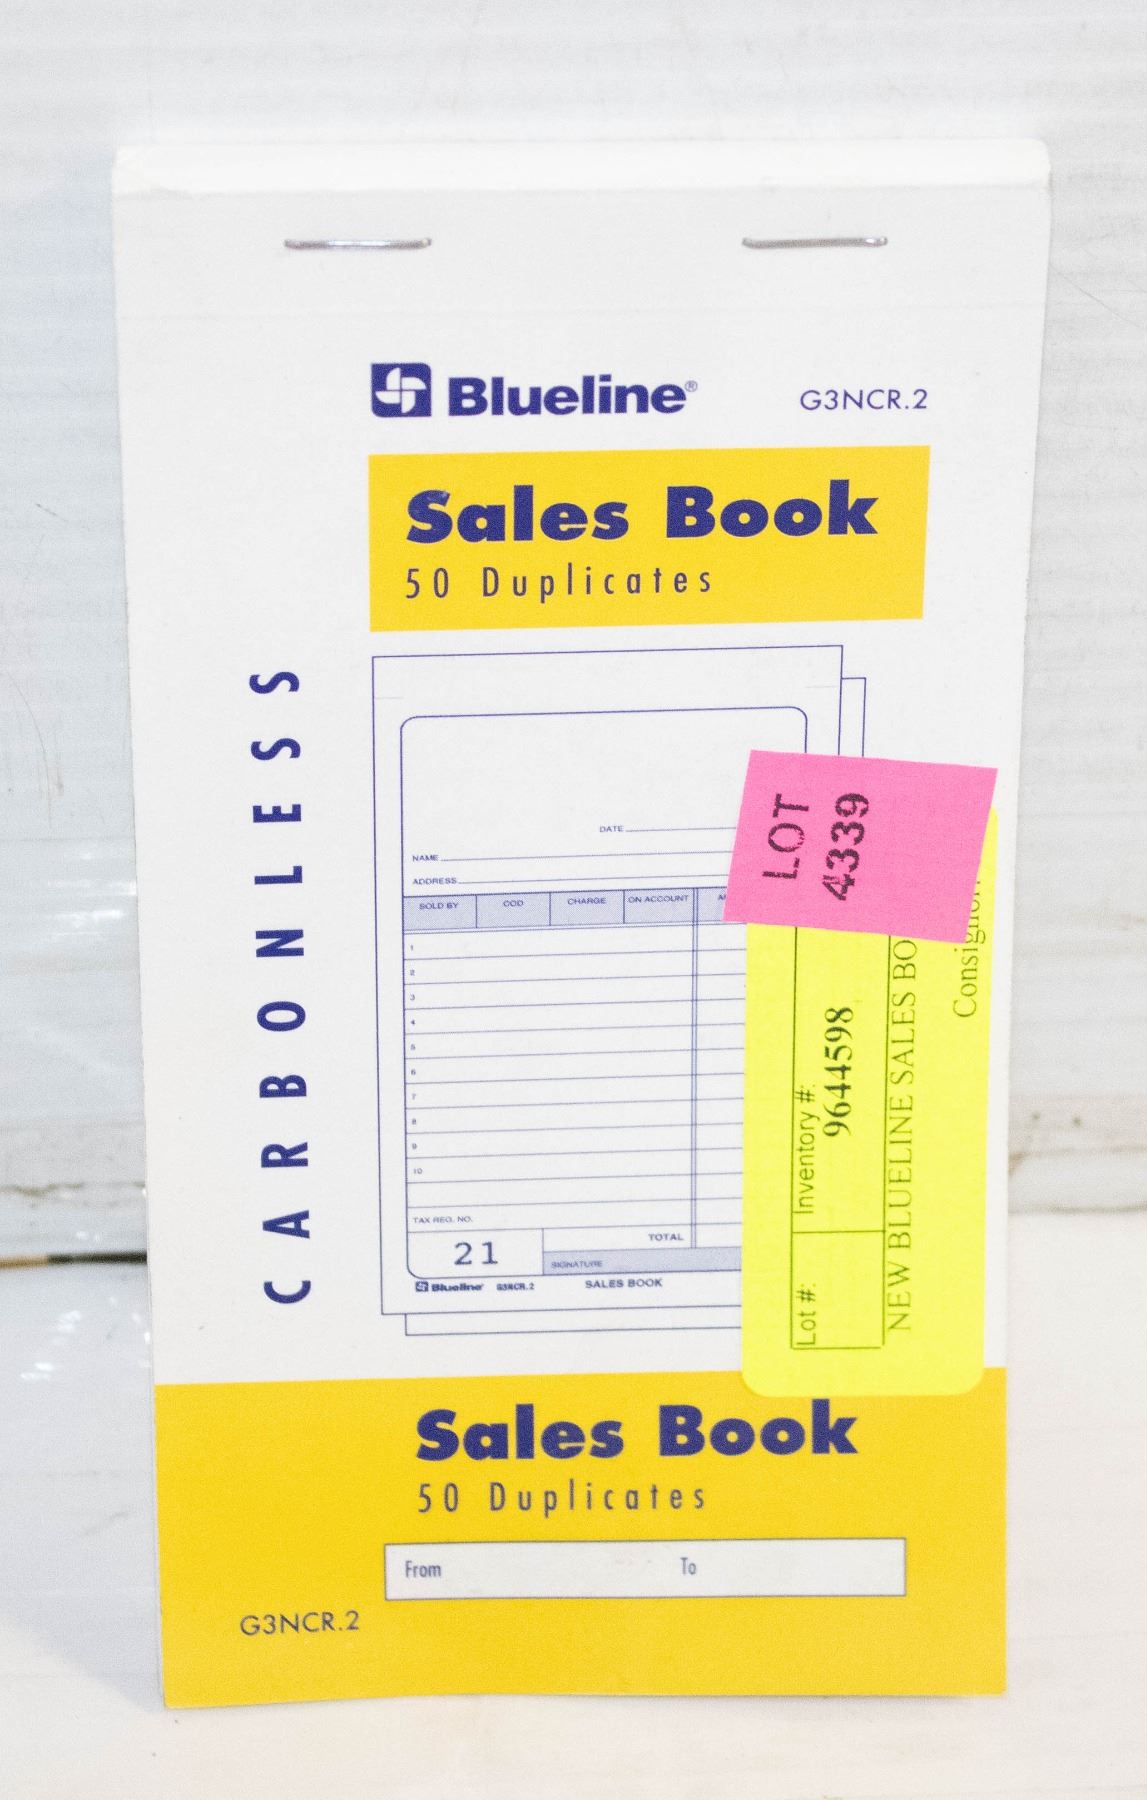 Blueline®
G3NCR.2
Sales Book
50 Duplicates
CARBONLESS
DATE
NAME
ADDRESS
SOLD BY COD CHARGE ON ACCOUNT
1
2
3
4
5
6
7
8
9
10
TAX REG. NO.
21
TOTAL
SIGNATURE
Blueline G3NCR.2 SALES BOOK
LOT
4339
Lot #: Inventory #:
9644598
NEW BLUELINE SALES BO
Sales Book
50 Duplicates
From To
G3NCR.2